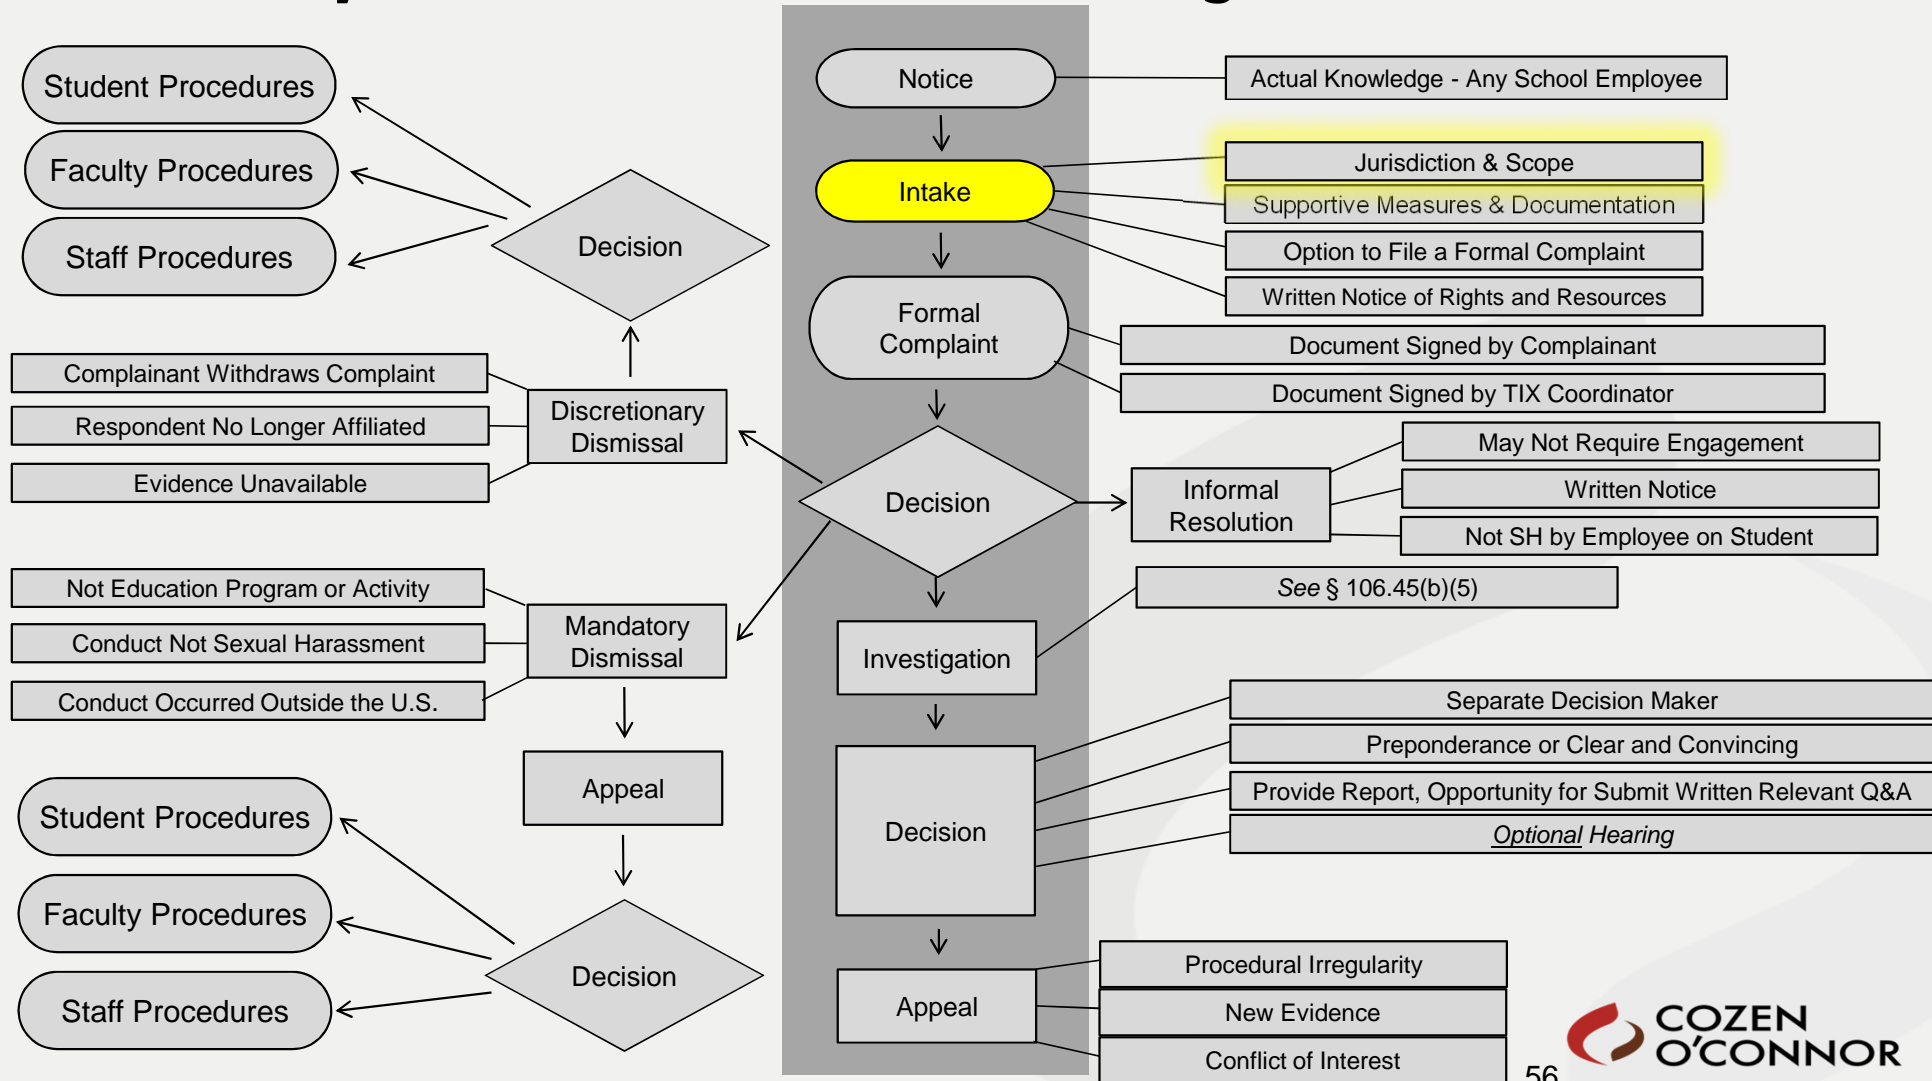 Notice
Actual Knowledge - Any School Employee
Intake
Jurisdiction & Scope
Supportive Measures & Documentation
Option to File a Formal Complaint
Written Notice of Rights and Resources
Formal
Complaint
Document Signed by Complainant
Document Signed by TIX Coordinator
Decision
Informal
Resolution
May Not Require Engagement
Written Notice
Not SH by Employee on Student
Investigation
See § 106.45(b)(5)
Decision
Separate Decision Maker
Preponderance or Clear and Convincing
Provide Report, Opportunity for Submit Written Relevant Q&A
Optional Hearing
Appeal
Procedural Irregularity
New Evidence
Conflict of Interest
Student Procedures
Faculty Procedures
Staff Procedures
Decision
Complainant Withdraws Complaint
Respondent No Longer Affiliated
Evidence Unavailable
Discretionary
Dismissal
Not Education Program or Activity
Conduct Not Sexual Harassment
Conduct Occurred Outside the U.S.
Mandatory
Dismissal
Appeal
Student Procedures
Faculty Procedures
Staff Procedures
Decision
COZEN
O'CONNOR
56